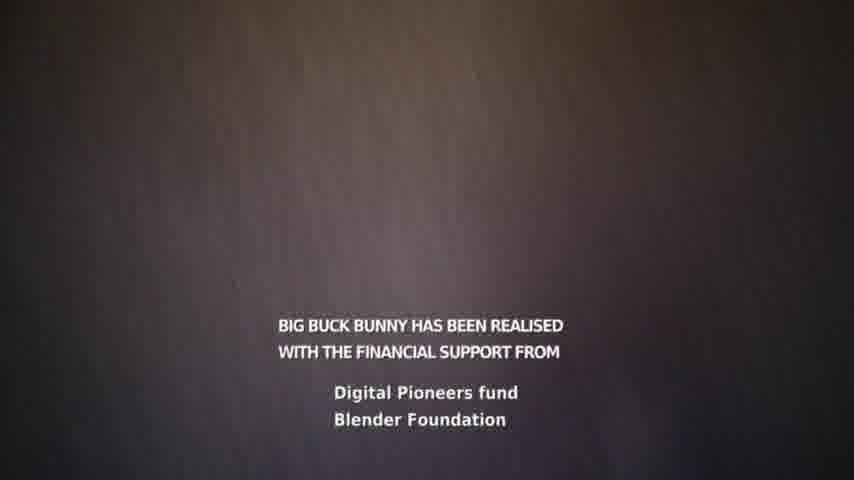 BIG BUCK BUNNY HAS BEEN REALISED
WITH THE FINANCIAL SUPPORT FROM
Digital Pioneers fund
Blender Foundation